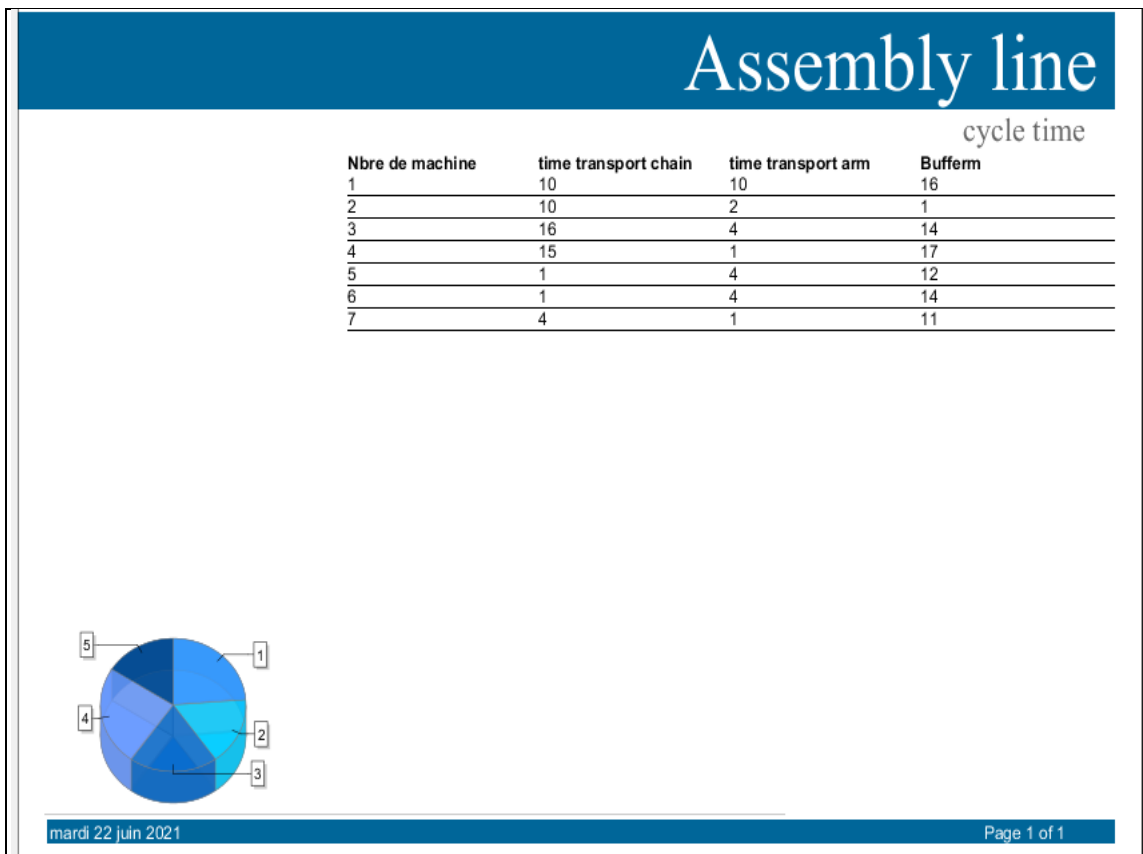 Assembly line
cycle time
Nbre de machine time transport chain time transport arm Bufferm
1 10 10 16
2 10 2 1
3 16 4 14
4 15 1 17
5 1 4 12
6 1 4 14
7 4 1 11
5
1
4
2
3
mardi 22 juin 2021 Page 1 of 1